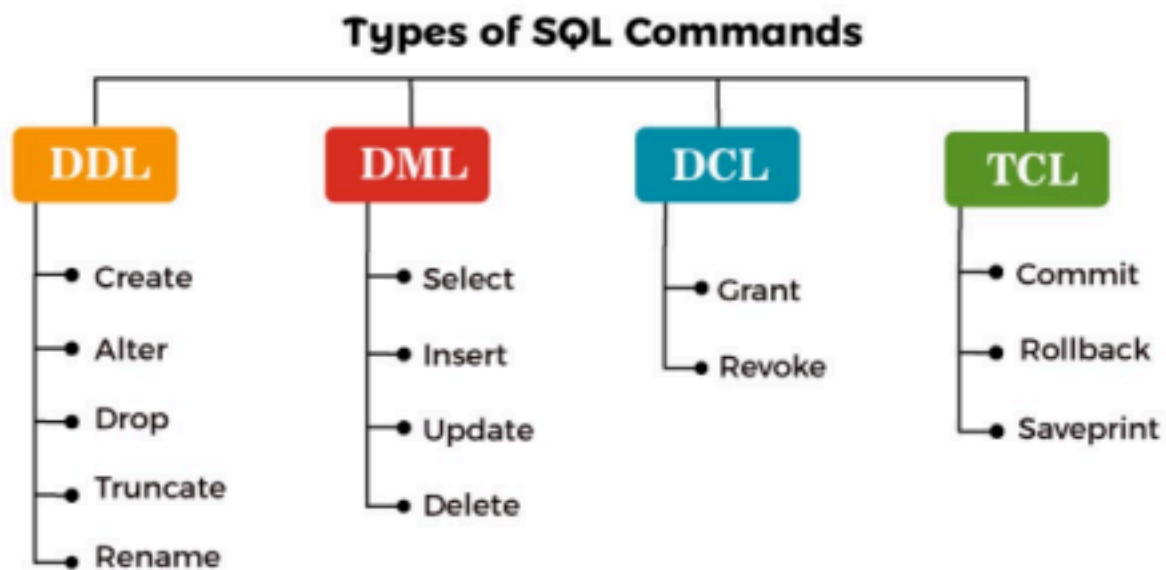 Types of SQL Commands
DDL
Create
Alter
Drop
Truncate
Rename
DML
Select
Insert
Update
Delete
DCL
Grant
Revoke
TCL
Commit
Rollback
Saveprint